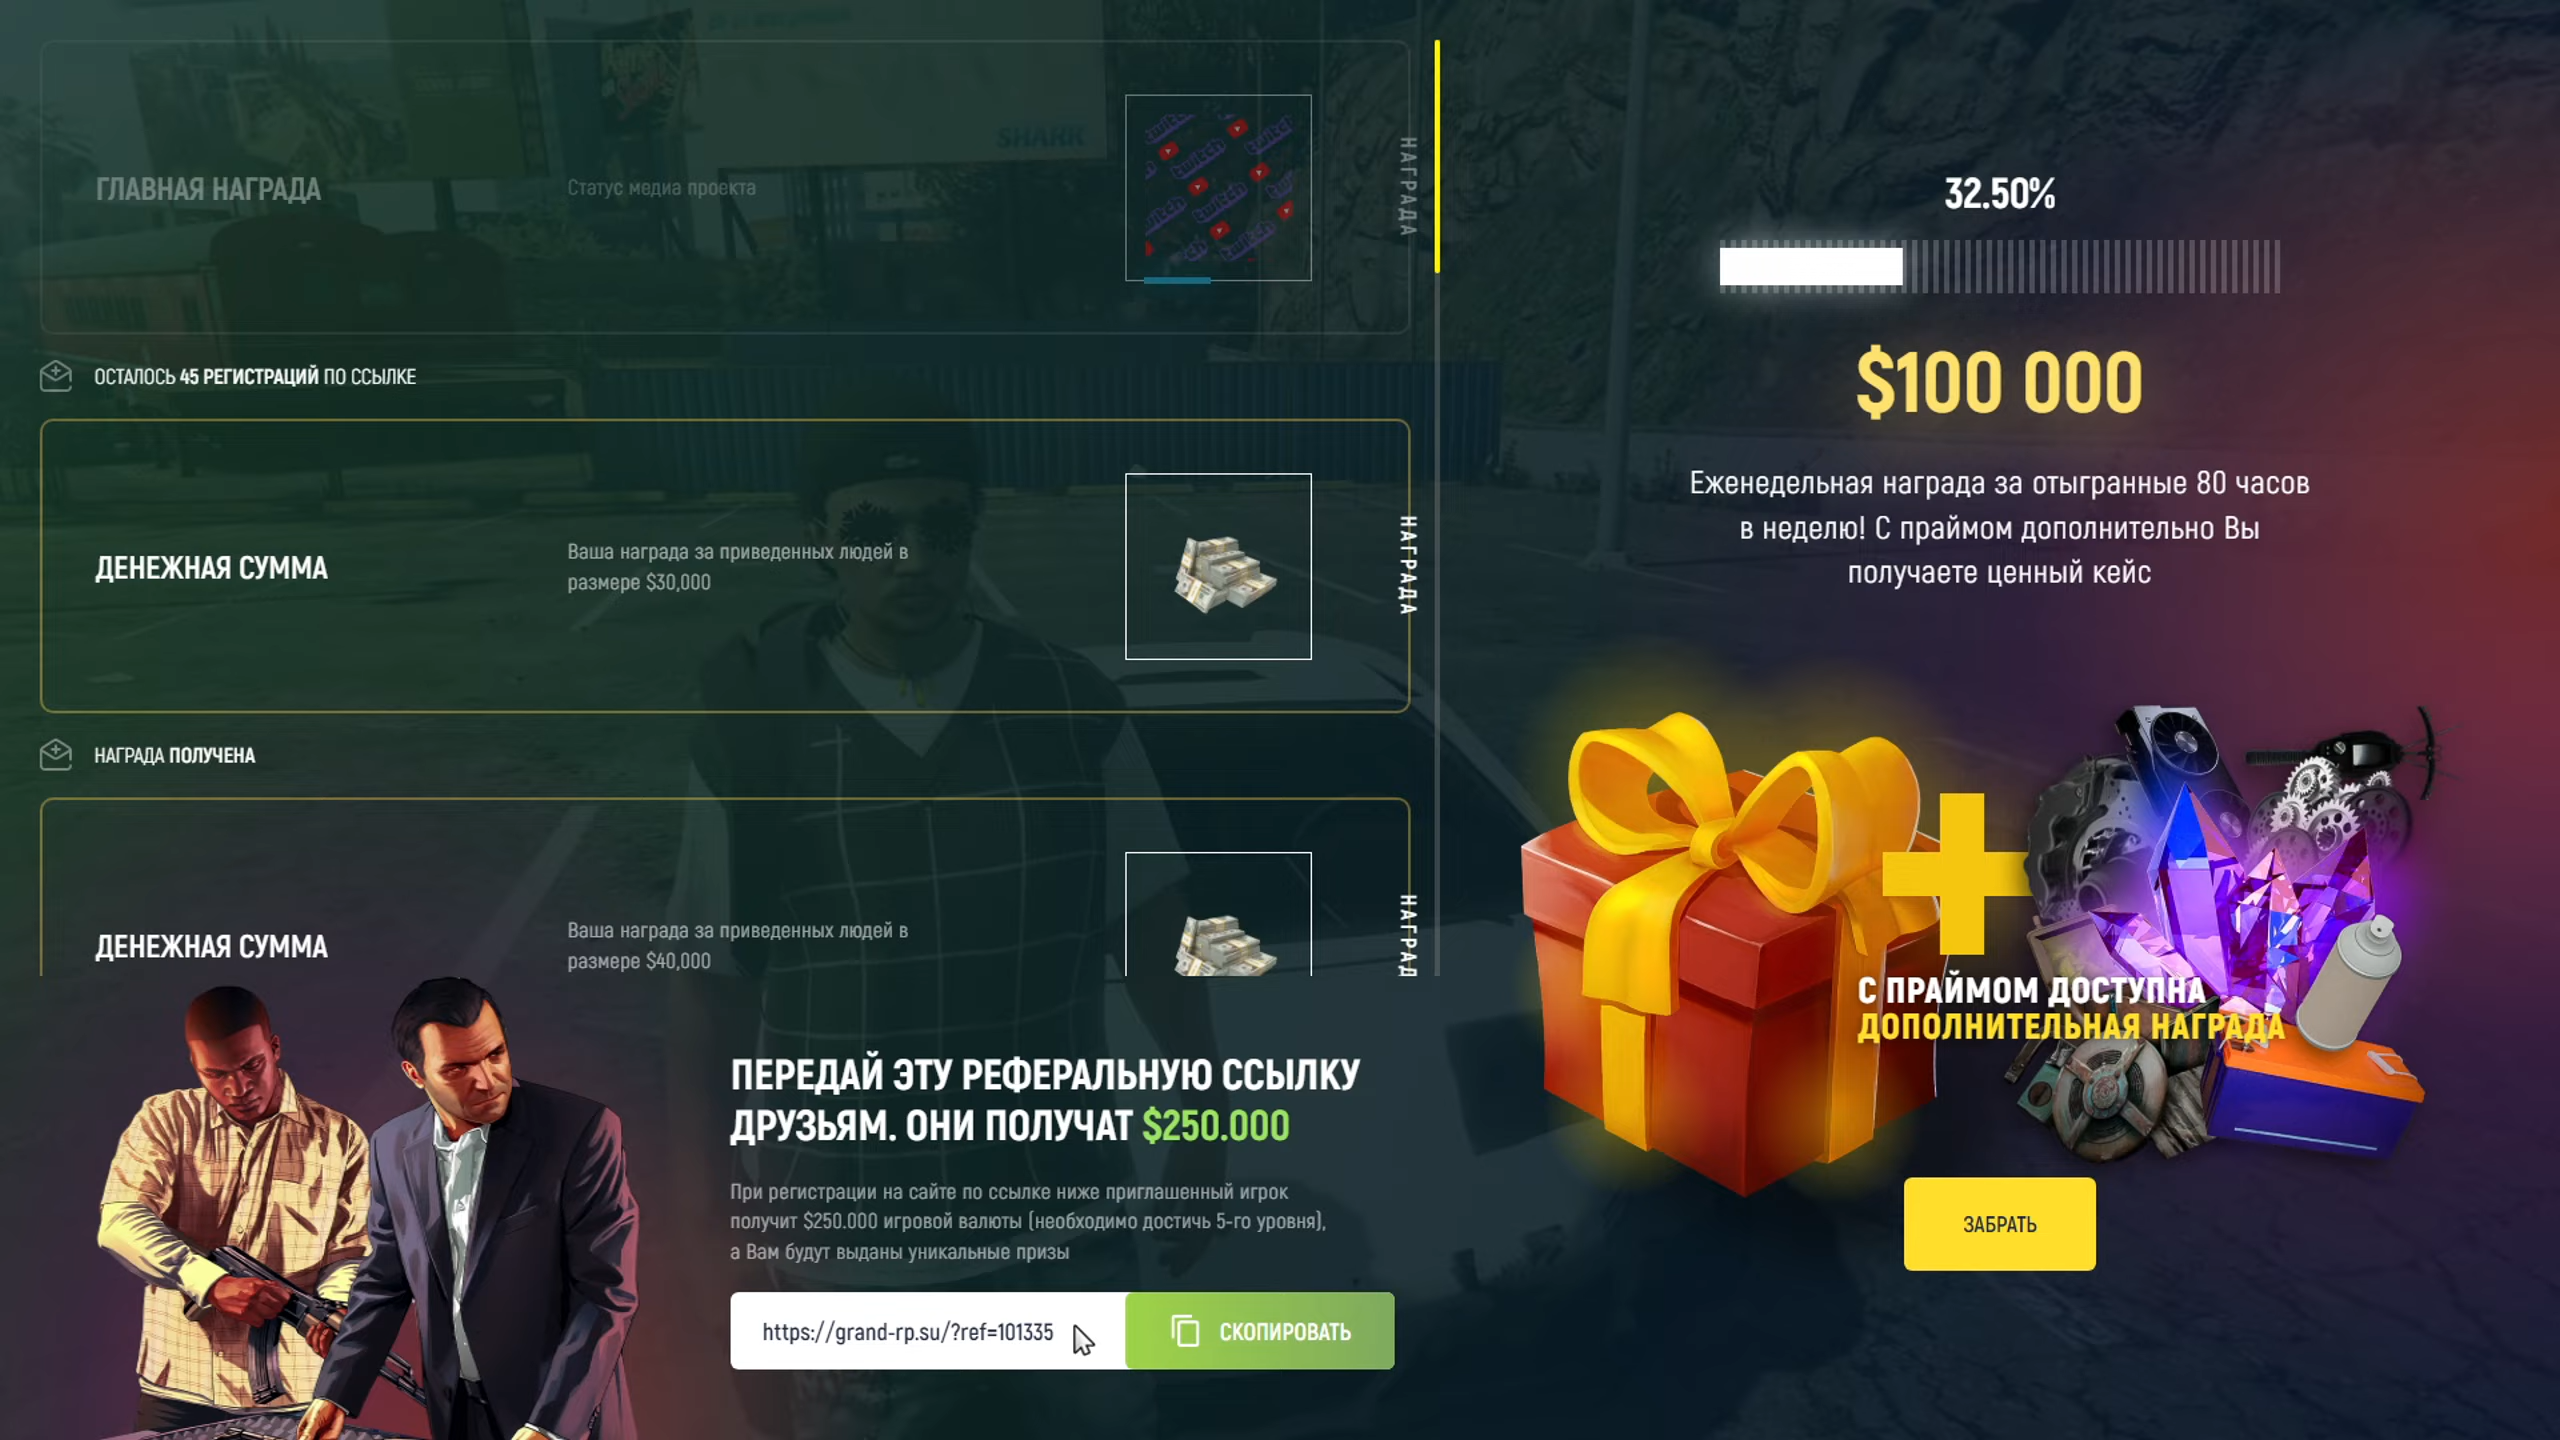 SHARK
ГЛАВНАЯ НАГРАДА
Статус медиа проекта
twitch
НАГРАДА
ОСТАЛОСЬ 45 РЕГИСТРАЦИЙ ПО ССЫЛКЕ
ДЕНЕЖНАЯ СУММА
Ваша награда за приведенных людей в
размере $30,000
НАГРАДА
НАГРАДА ПОЛУЧЕНА
ДЕНЕЖНАЯ СУММА
Ваша награда за приведенных людей в
размере $40,000
НАГРАД
ПЕРЕДАЙ ЭТУ РЕФЕРАЛЬНУЮ ССЫЛКУ
ДРУЗЬЯМ. ОНИ ПОЛУЧАТ $250.000
При регистрации на сайте по ссылке ниже приглашенный игрок
получит $250.000 игровой валюты (необходимо достичь 5-го уровня),
а Вам будут выданы уникальные призы
https://grand-rp.su/?ref=101335
СКОПИРОВАТЬ
32.50%
$100 000
Еженедельная награда за отыгранные 80 часов
в неделю! С праймом дополнительно Вы
получаете ценный кейс
С ПРАЙМОМ ДОСТУПНА
ДОПОЛНИТЕЛЬНАЯ НАГРАДА
ЗАБРАТЬ